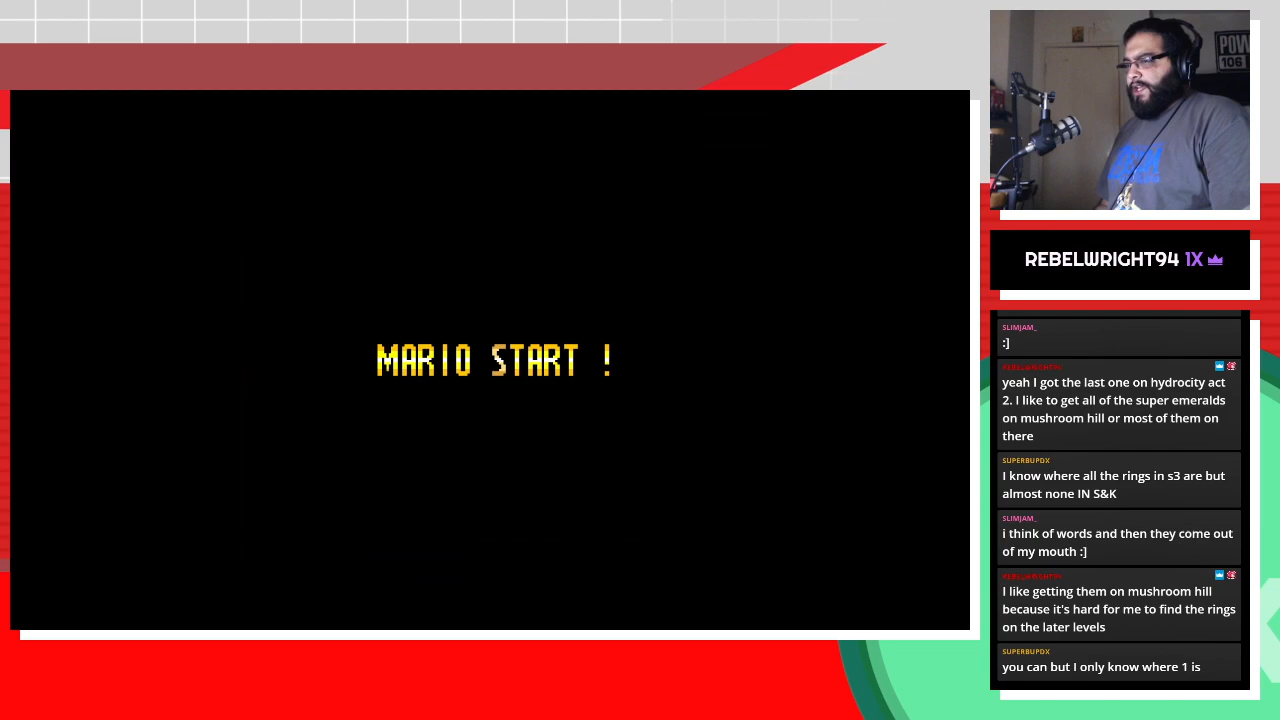 MARIO START !
POW
106
REBELWRIGHT94 1X
SLIMJAM_
:]
REBELWRIGHT94
yeah I got the last one on hydrocity act
2. I like to get all of the super emeralds
on mushroom hill or most of them on
there
SUPERBUPDX
I know where all the rings in s3 are but
almost none IN S&K
SLIMJAM_
i think of words and then they come out
of my mouth :]
REBELWRIGHT94
I like getting them on mushroom hill
because it's hard for me to find the rings
on the later levels
SUPERBUPDX
you can but I only know where 1 is